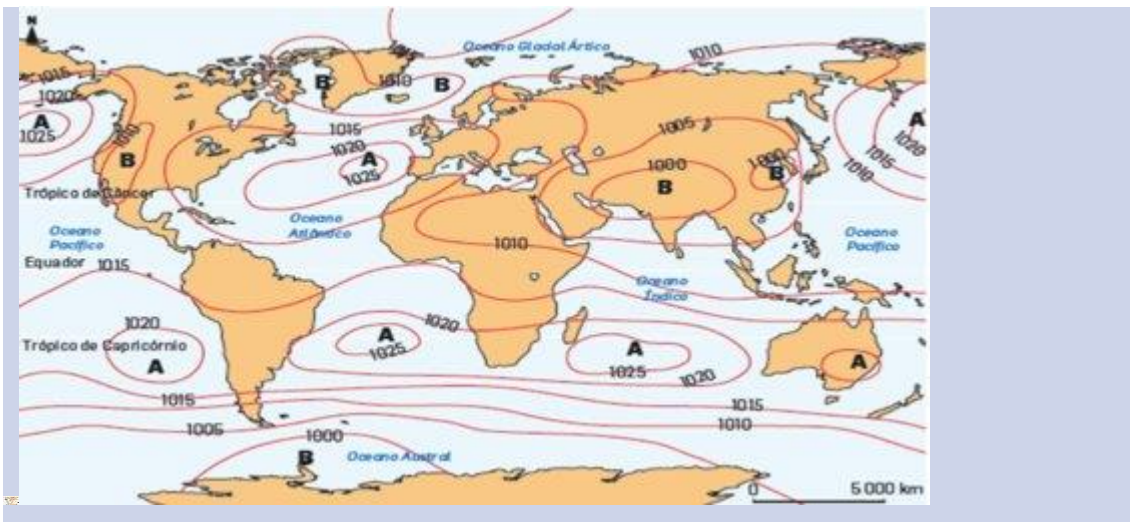 N
Oceano Glacial Ártico
1015
1010
1015
B
1010
B
1020
A
1025
1010
B
1015
1020
A
1025
1005
1000
B
1000
B
A
1020
1015
1010
Trópico de Câncer
Oceano
Pacífico
Oceano
Atlântico
1010
Oceano
Pacífico
Equador
1015
Oceano
Índico
1020
1020
Trópico de Capricórnio
A
A
1025
A
1025
1020
A
1015
1015
1010
1005
1000
B
Oceano Austral
0
5 000 km